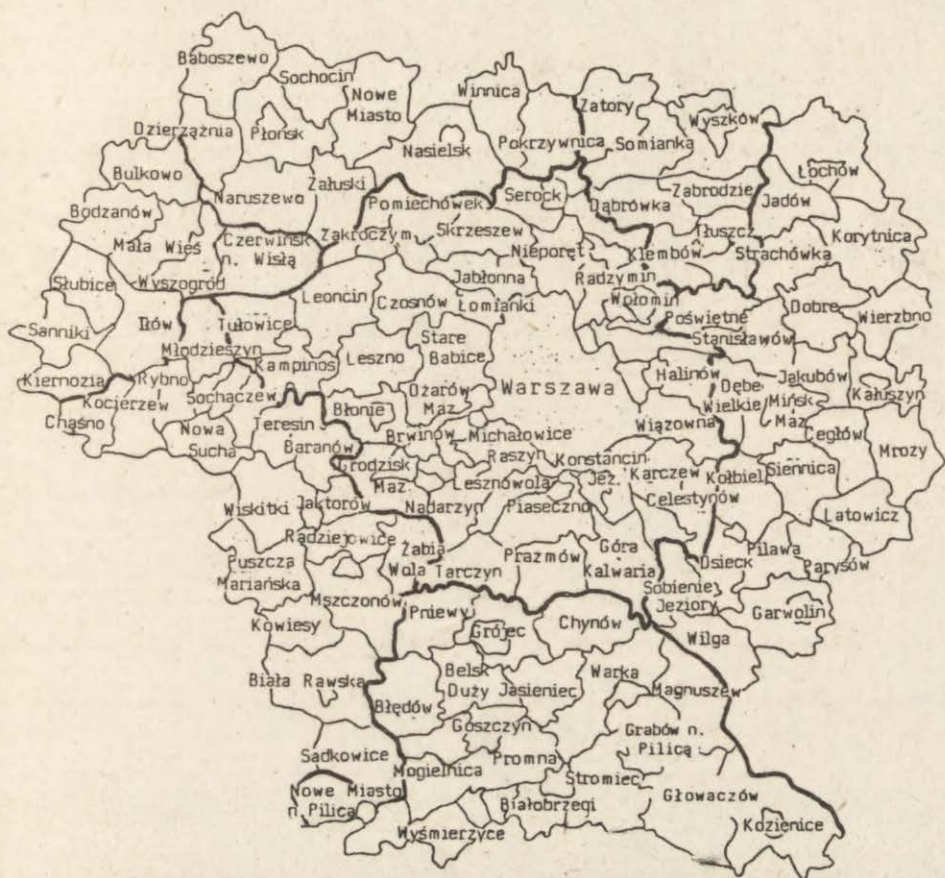 Baboszewo
Sochocin
Nowe
Miasto
Winnica
Zatory
Wyszków
Dzierzążnia
Płońsk
Nasielsk
Pokrzywnica
Somianka
Bulkowo
Naruszewo
Załuski
Pomiechówek
Serock
Dąbrówka
Zabrodzie
Łochów
Jadów
Bodzanów
Mała Wieś
Czerwińsk
n. Wisłą
Zakroczym
Skrzeszew
Nieporęt
Klembów
Tłuszcz
Strachówka
Korytnica
Słubice
Wyszogród
Leoncin
Czosnów
Jabłonna
Łomianki
Radzymin
Wołomin
Dobre
Wierzbno
Sanniki
Iłów
Tułowice
Poświętne
Stanisławów
Młodzieszyn
Kampinos
Leszno
Stare
Babice
Halinów
Jakubów
Kałuszyn
Kiernozia
Rybno
Kocierzew
Sochaczew
Ożarów
Maz.
Warszawa
Dębe
Wielkie
Mińsk
Maz.
Chąśno
Nowa
Sucha
Teresin
Błonie
Baranów
Brwinów
Michałowice
Raszyn
Wiązowna
Cegłów
Mrozy
Grodzisk
Maz.
Lesznowola
Konstancin
Jez.
Karczew
Celestynów
Kołbiel
Siennica
Latowicz
Wiskitki
Jaktorów
Nadarzyn
Piaseczno
Radziejowice
Żabia
Wola
Tarczyn
Prażmów
Góra
Kalwaria
Osieck
Pilawa
Parysów
Puszcza
Mariańska
Mszczonów
Sobienie
Jeziory
Garwolin
Kowiesy
Pniewy
Grójec
Chynów
Wilga
Biała Rawska
Błędów
Belsk
Duży
Jasieniec
Warka
Magnuszew
Goszczyn
Grabów n.
Pilicą
Sadkowice
Mogielnica
Promna
Stromiec
Nowe Miasto
n. Pilicą
Białobrzegi
Głowaczów
Wyśmierzyce
Kozienice